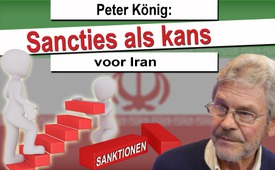 Peter König:
Sancties als kans
voor Iran
SANKTIONEN